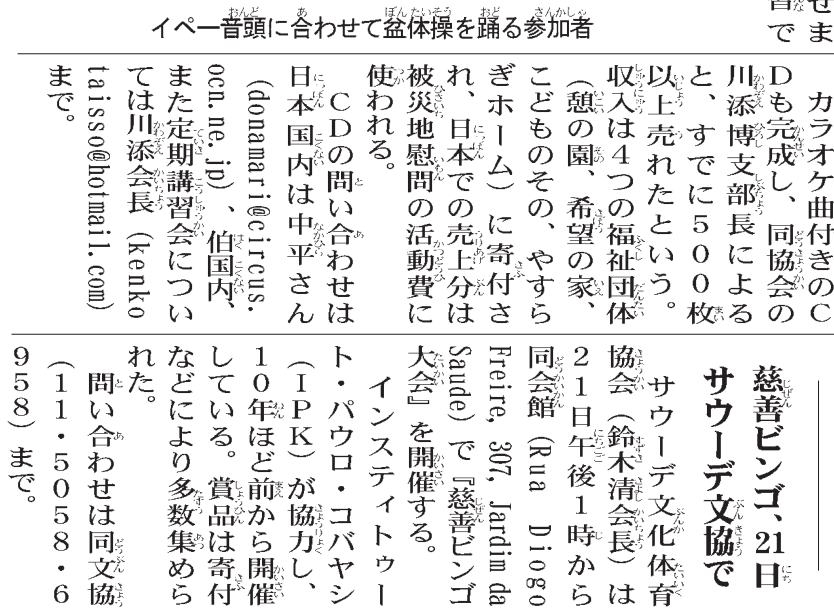 イペー音頭に合わせて盆体操を踊る参加者
せま
習で
カラオケ曲付きのC
Dも完成し、同協会の
川添博支部長による
と、すでに500枚
以上売れたという。
収入は4つの福祉団体
(憩の園、希望の家、
こどものその、やすら
ぎホーム)に寄付さ
れ、日本での売上分は
被災地慰問の活動費に
使われる。
CDの問い合わせは
日本国内は中平さん
(donamari@circus.
ocn.ne.jp)、伯国内、
また定期講習会につい
ては川添会長(kenko
taisso@hotmail.com)
まで。
慈善ビンゴ、21日
サウーデ文協で
サウーデ文化体育
協会(鈴木清会長)は
21日午後1時から
同会館(Rua Diogo
Freire, 307, Jardim da
Saude)で『慈善ビンゴ
大会』を開催する。
インスティトゥー
ト・パウロ・コバヤシ
(IPK)が協力し、
10年ほど前から開催
している。賞品は寄付
などにより多数集めら
れた。
問い合わせは同文協
(11・5058・6
958)まで。